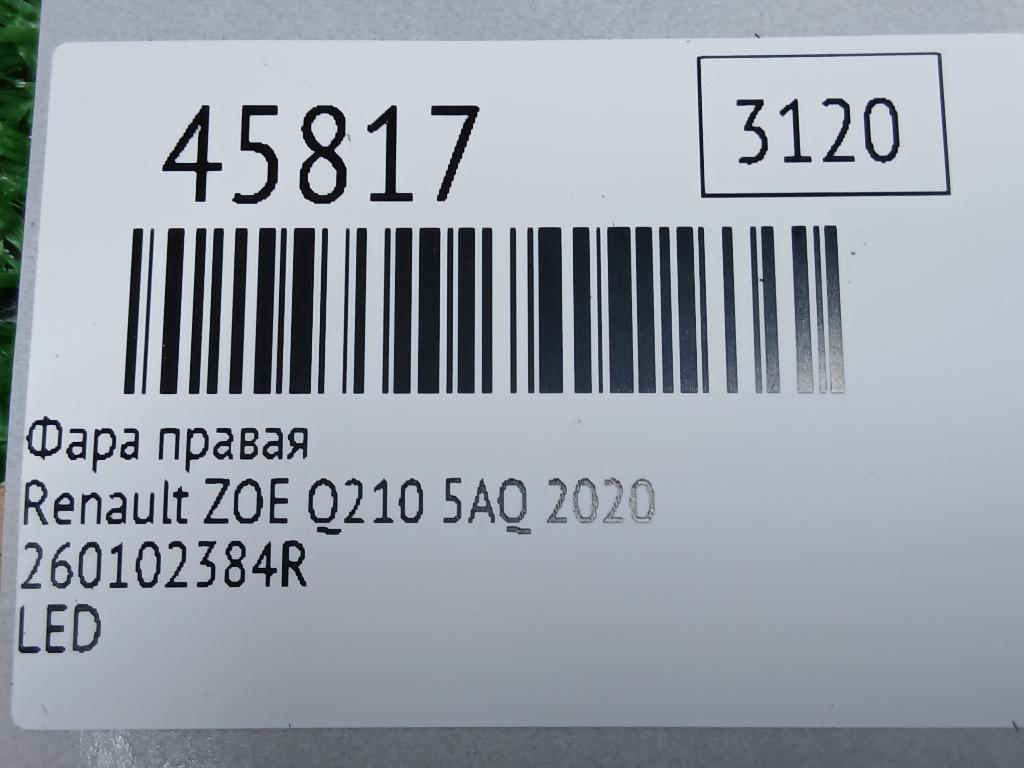 45817
3120
Фара правая
Renault ZOE Q210 5AQ 2020
260102384R
LED